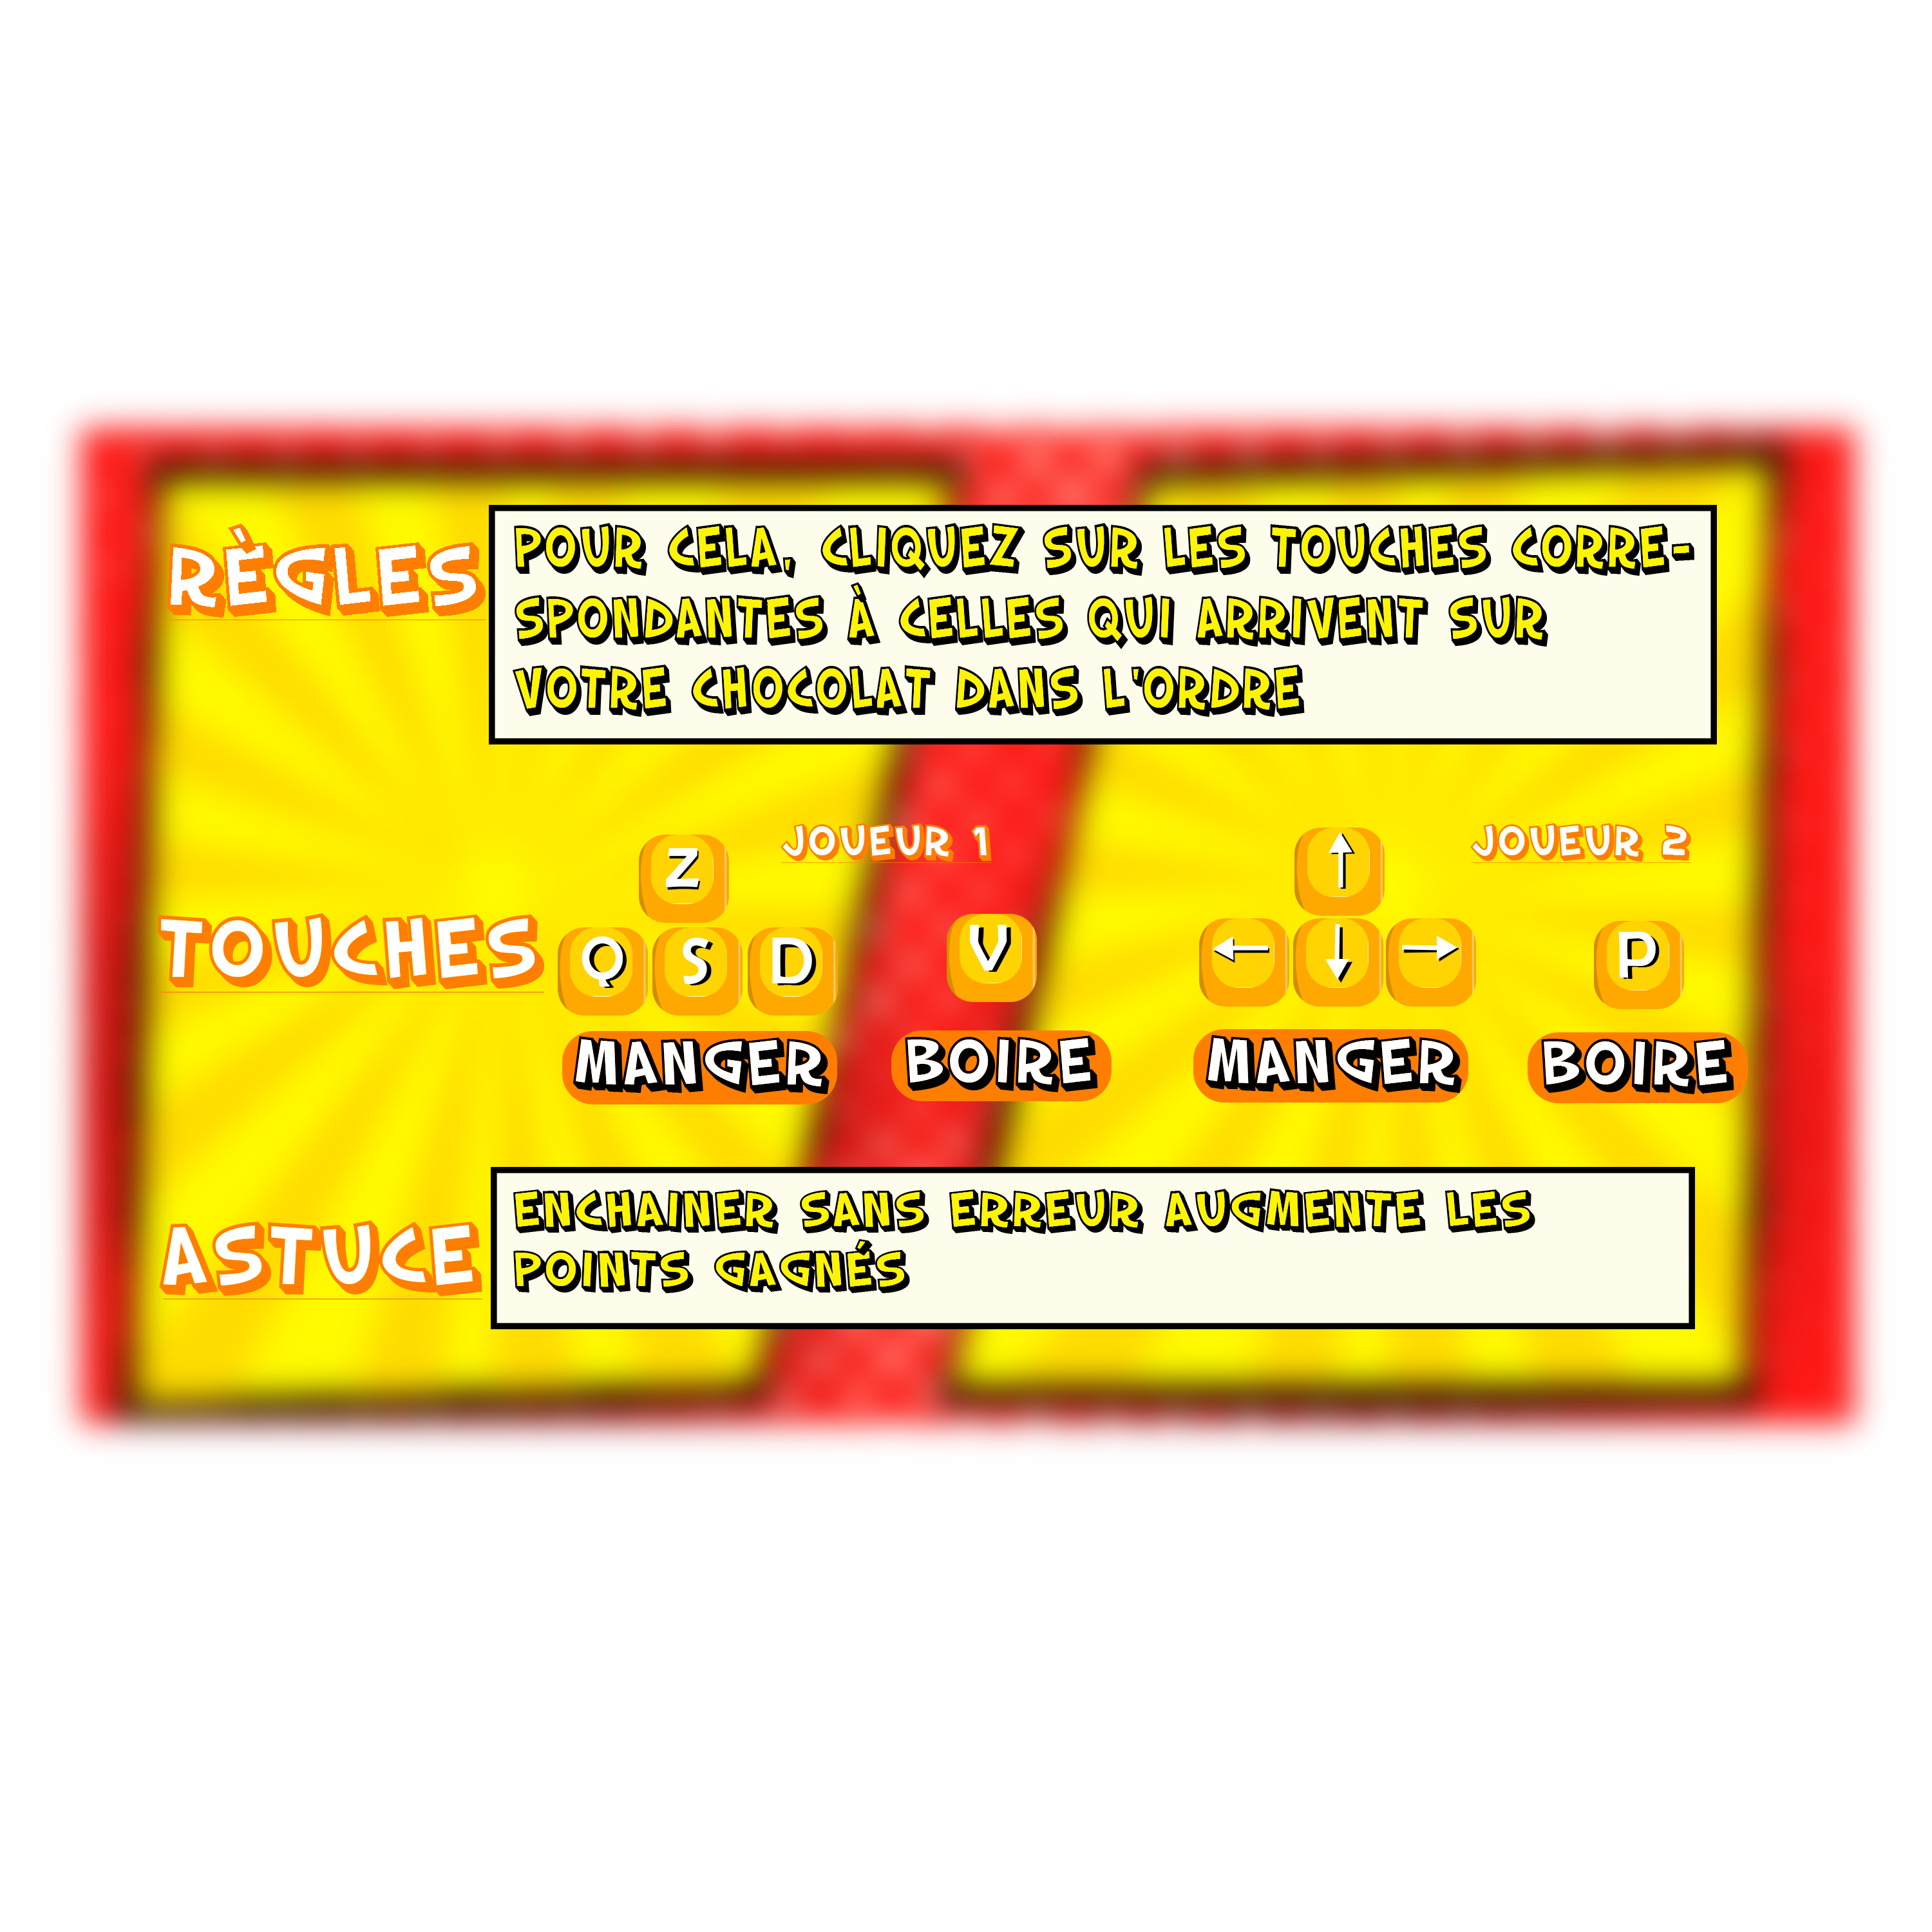 RÈGLES
POUR CELA, CLIQUEZ SUR LES TOUCHES CORRE-
SPONDANTES À CELLES QUI ARRIVENT SUR
VOTRE CHOCOLAT DANS L'ORDRE
TOUCHES
JOUEUR 1
Z
Q S D
V
MANGER
BOIRE
JOUEUR 2
↑
← ↓ →
P
MANGER
BOIRE
ASTUCE
ENCHAINER SANS ERREUR AUGMENTE LES
POINTS GAGNÉS